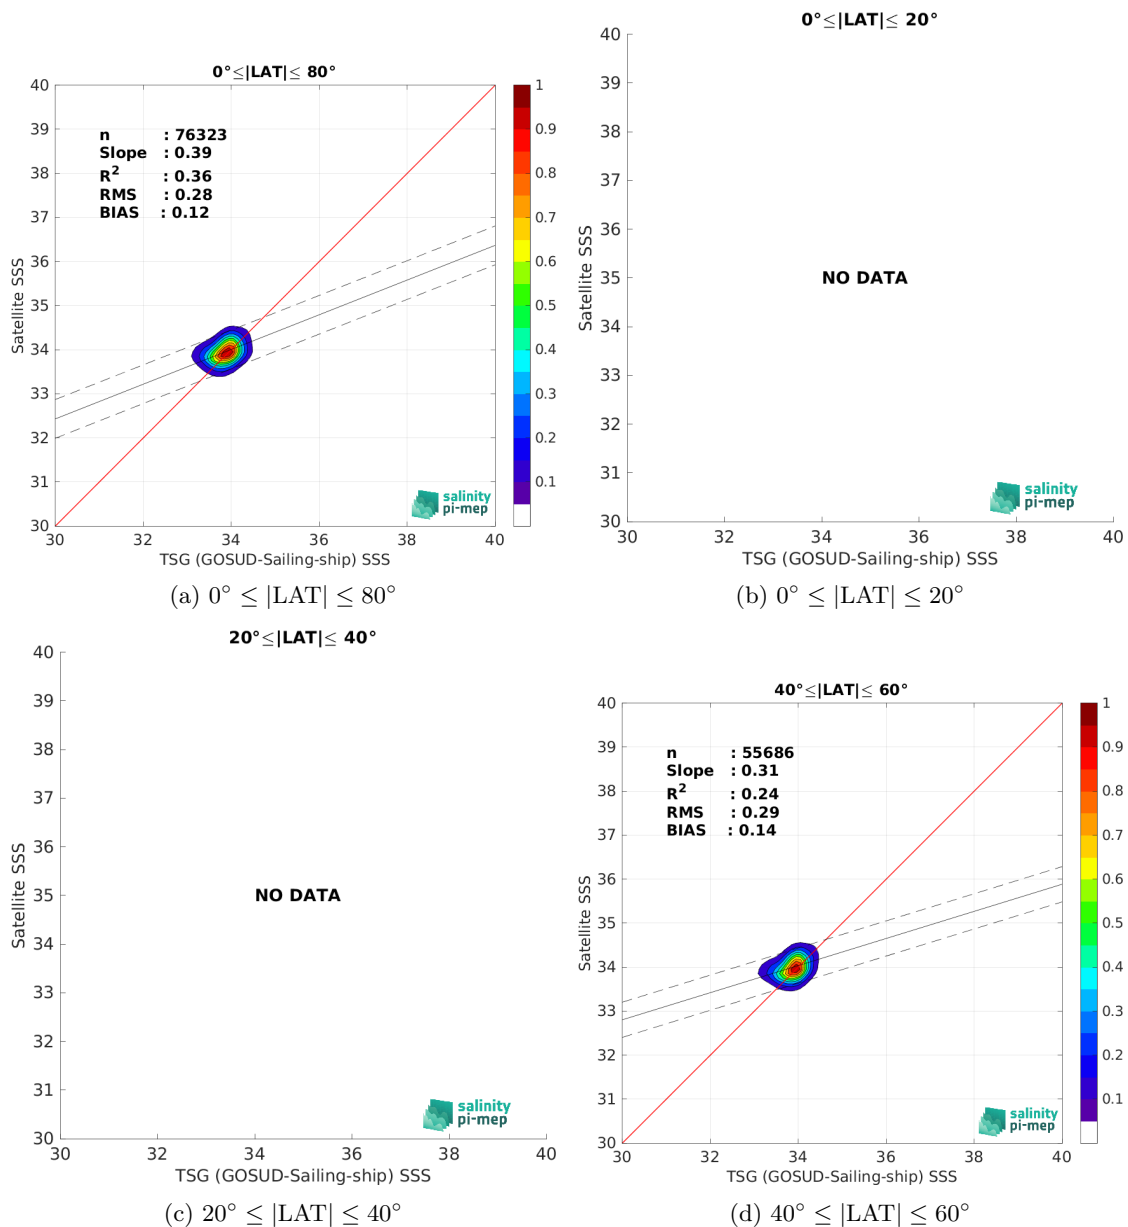 0°≤|LAT|≤ 80°
40
39
38
37
36
35
34
33
32
31
30
Satellite SSS
n : 76323
Slope : 0.39
R² : 0.36
RMS : 0.28
BIAS : 0.12
salinity
pi-mep
30 32 34 36 38 40
TSG (GOSUD-Sailing-ship) SSS
1
0.9
0.8
0.7
0.6
0.5
0.4
0.3
0.2
0.1
(a) 0° ≤ |LAT| ≤ 80°
0°≤|LAT|≤ 20°
40
39
38
37
36
35
34
33
32
31
30
Satellite SSS
NO DATA
salinity
pi-mep
30 32 34 36 38 40
TSG (GOSUD-Sailing-ship) SSS
(b) 0° ≤ |LAT| ≤ 20°
20°≤|LAT|≤ 40°
40
39
38
37
36
35
34
33
32
31
30
Satellite SSS
NO DATA
salinity
pi-mep
30 32 34 36 38 40
TSG (GOSUD-Sailing-ship) SSS
(c) 20° ≤ |LAT| ≤ 40°
40°≤|LAT|≤ 60°
40
39
38
37
36
35
34
33
32
31
30
Satellite SSS
n : 55686
Slope : 0.31
R² : 0.24
RMS : 0.29
BIAS : 0.14
salinity
pi-mep
30 32 34 36 38 40
TSG (GOSUD-Sailing-ship) SSS
1
0.9
0.8
0.7
0.6
0.5
0.4
0.3
0.2
0.1
(d) 40° ≤ |LAT| ≤ 60°